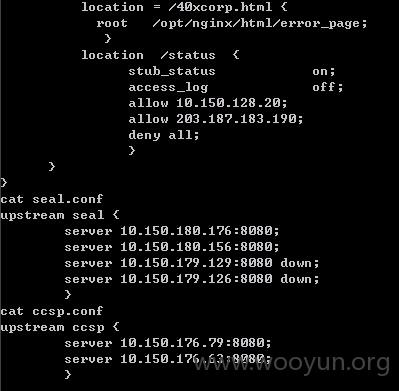 location = /40xcorp.html {
root   /opt/nginx/html/error_page;
}
location  /status  {
stub_status            on;
access_log             off;
allow 10.150.128.20;
allow 203.187.183.190;
deny all;
}
}
}
cat seal.conf
upstream seal {
server 10.150.180.176:8080;
server 10.150.180.156:8080;
server 10.150.179.129:8080 down;
server 10.150.179.126:8080 down;
}
cat ccsp.conf
upstream ccsp {
server 10.150.176.79:8080;
server 10.150.176.63:8080;
}
www.wooyun.org